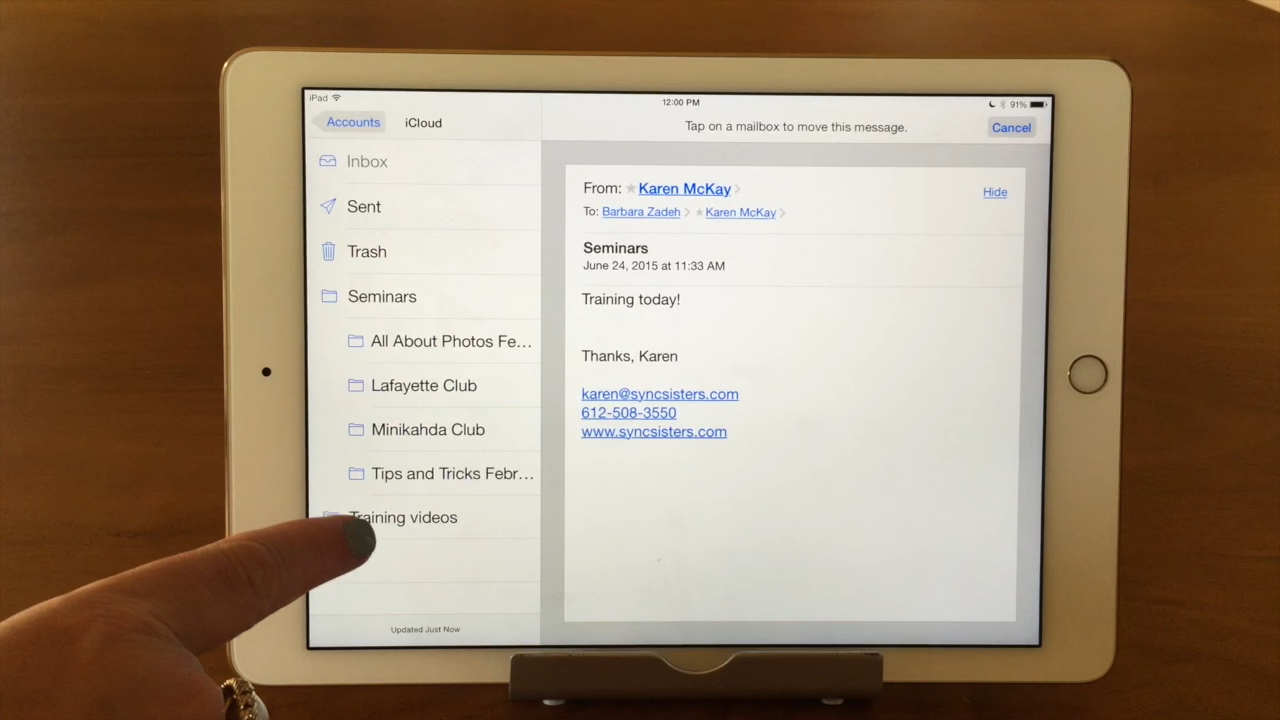 iPad
12:00 PM
91%
Accounts
iCloud
Tap on a mailbox to move this message.
Cancel
Inbox
Sent
Trash
Seminars
All About Photos Fe...
Lafayette Club
Minikahda Club
Tips and Tricks Febr...
Training videos
Updated Just Now
From: Karen McKay
Hide
To: Barbara Zadeh Karen McKay
Seminars
June 24, 2015 at 11:33 AM
Training today!
Thanks, Karen
karen@syncsisters.com
612-508-3550
www.syncsisters.com